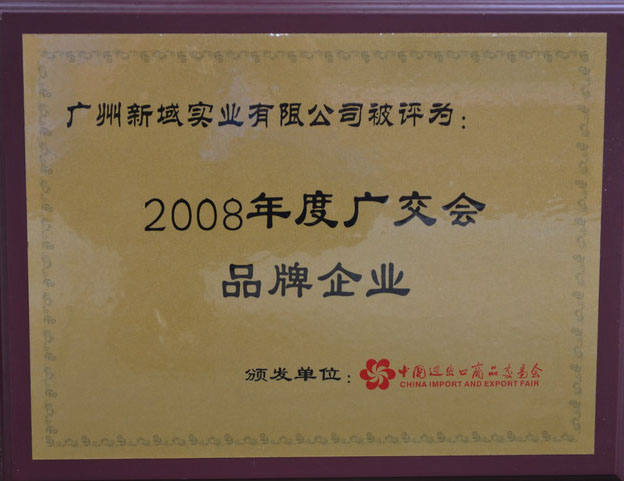 广州新域实业有限公司被评为：
2008年度广交会
品牌企业
颁发单位：中国进出口商品交易会
CHINA IMPORT AND EXPORT FAIR